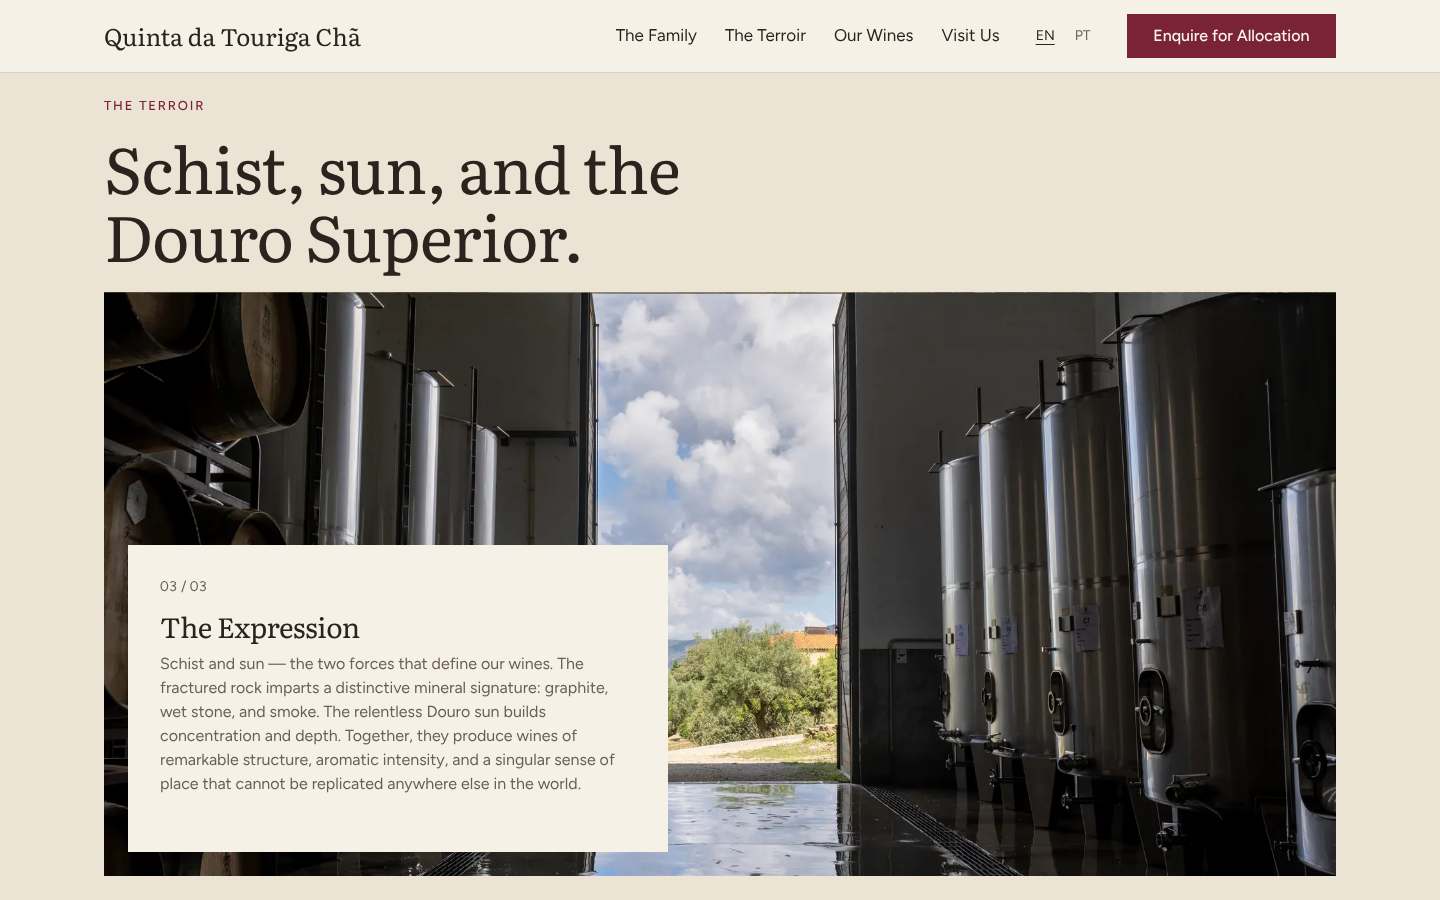 Quinta da Touriga Chã
The Family
The Terroir
Our Wines
Visit Us
EN
PT
Enquire for Allocation
THE TERROIR
Schist, sun, and the
Douro Superior.
03 / 03
The Expression
Schist and sun — the two forces that define our wines. The
fractured rock imparts a distinctive mineral signature: graphite,
wet stone, and smoke. The relentless Douro sun builds
concentration and depth. Together, they produce wines of
remarkable structure, aromatic intensity, and a singular sense of
place that cannot be replicated anywhere else in the world.